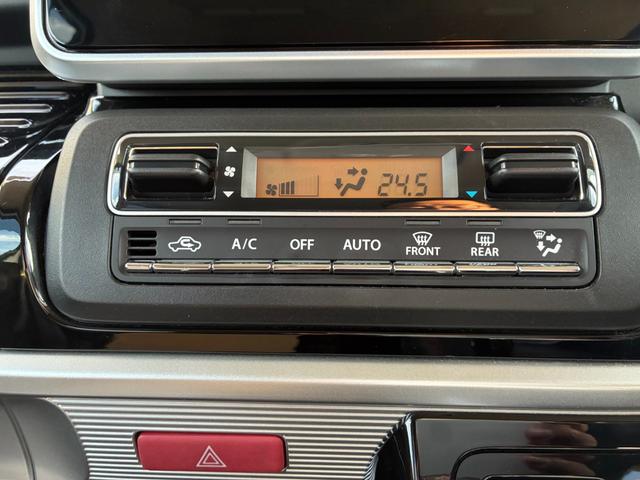 24.5
A/C OFF AUTO FRONT REAR